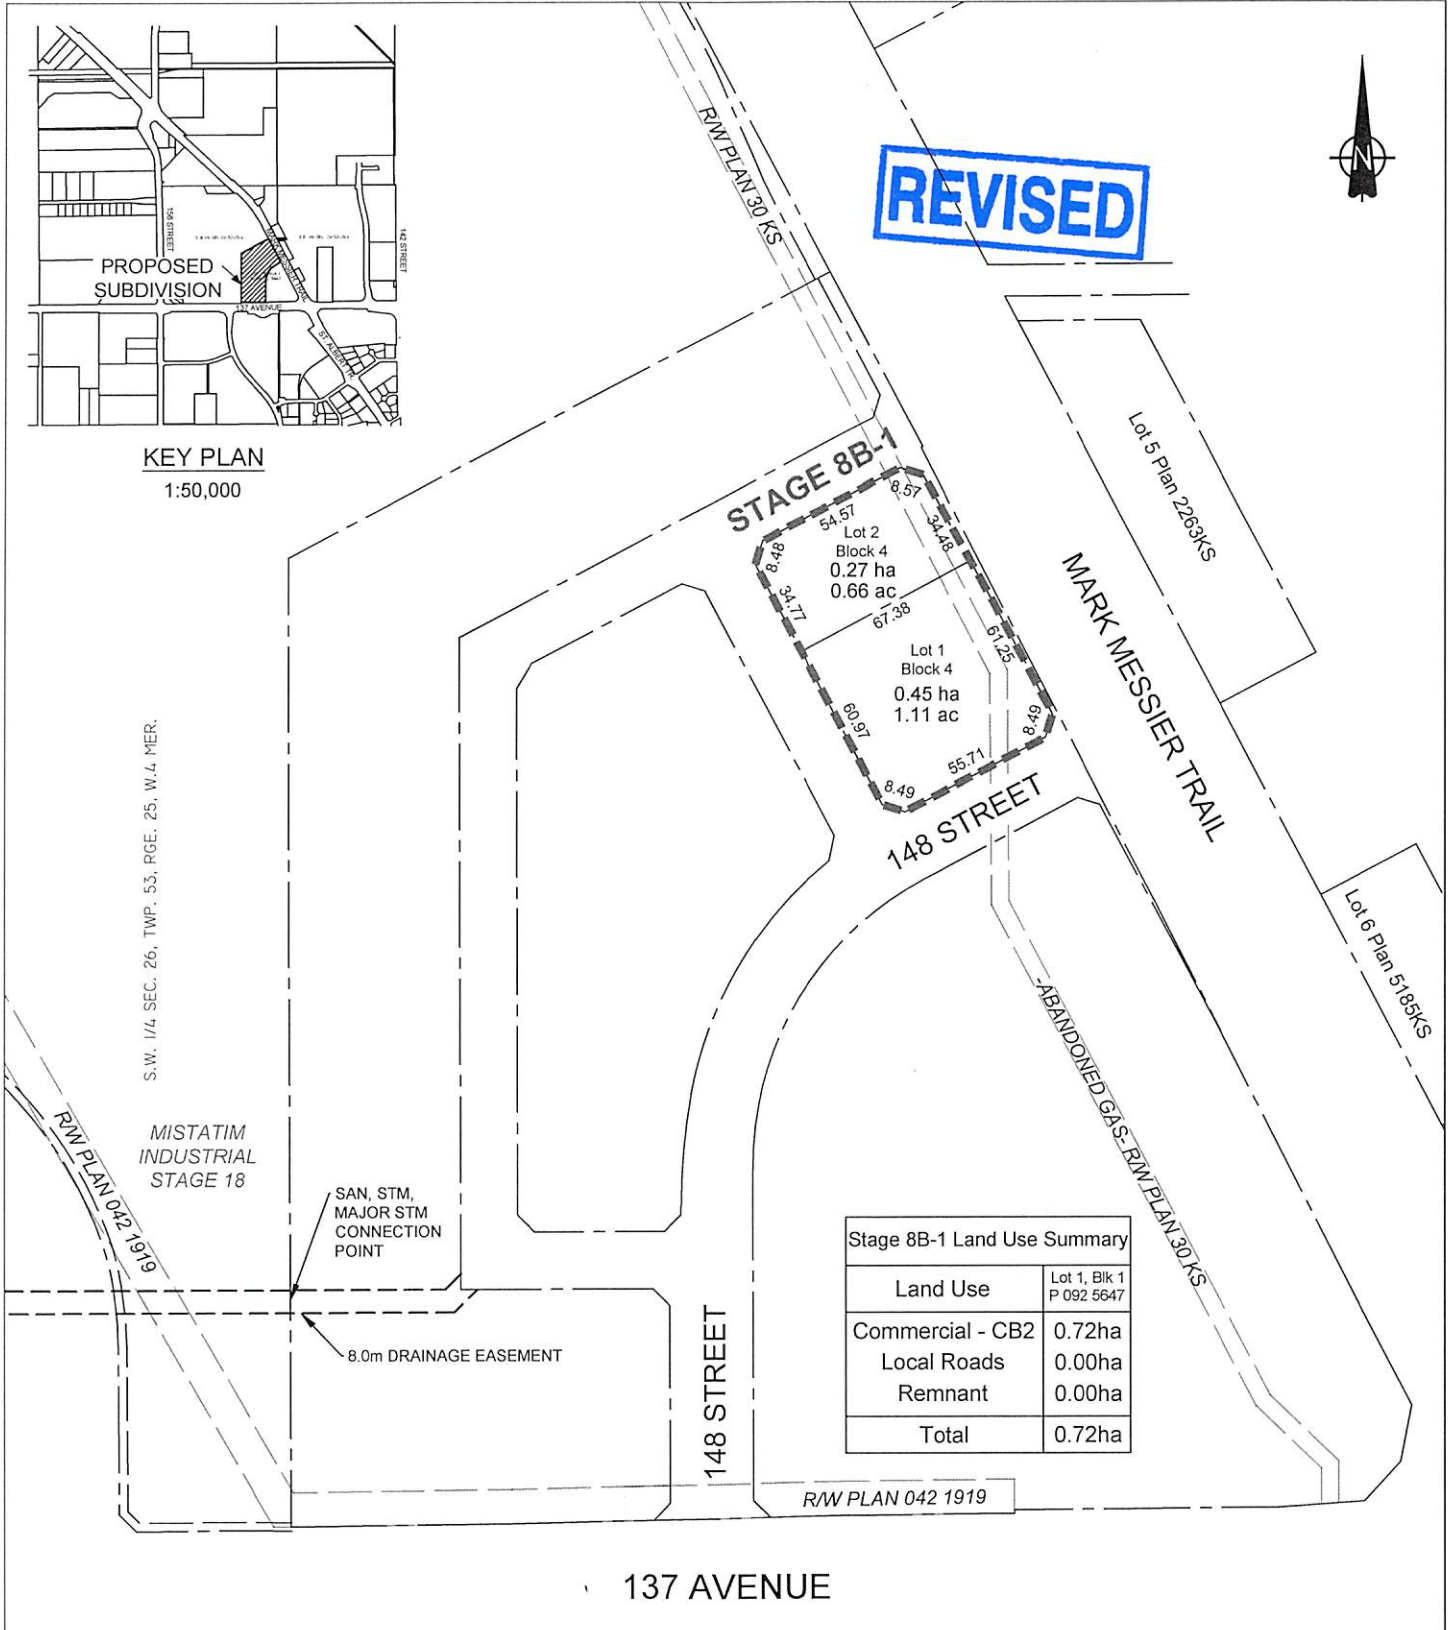 REVISED
N
158 STREET
142 STREET
MARK MESSIER TRAIL
137 AVENUE
ST. ALBERT TR.
PROPOSED
SUBDIVISION
KEY PLAN
1:50,000
R/W PLAN 30 KS
STAGE 8B-1
8.57
54.57
34.48
8.48
Lot 2
Block 4
0.27 ha
0.66 ac
34.77
67.38
61.25
Lot 1
Block 4
0.45 ha
1.11 ac
60.97
8.49
55.71
8.49
148 STREET
MARK MESSIER TRAIL
Lot 5 Plan 2263KS
Lot 6 Plan 5185KS
-ABANDONED GAS- R/W PLAN 30 KS
S.W. 1/4 SEC. 26, TWP. 53, RGE. 25, W.4 MER.
MISTATIM
INDUSTRIAL
STAGE 18
R/W PLAN 042 1919
SAN, STM,
MAJOR STM
CONNECTION
POINT
8.0m DRAINAGE EASEMENT
148 STREET
Stage 8B-1 Land Use Summary
Land Use
Lot 1, Blk 1
P 092 5647
Commercial - CB2 0.72ha
Local Roads 0.00ha
Remnant 0.00ha
Total 0.72ha
R/W PLAN 042 1919
137 AVENUE